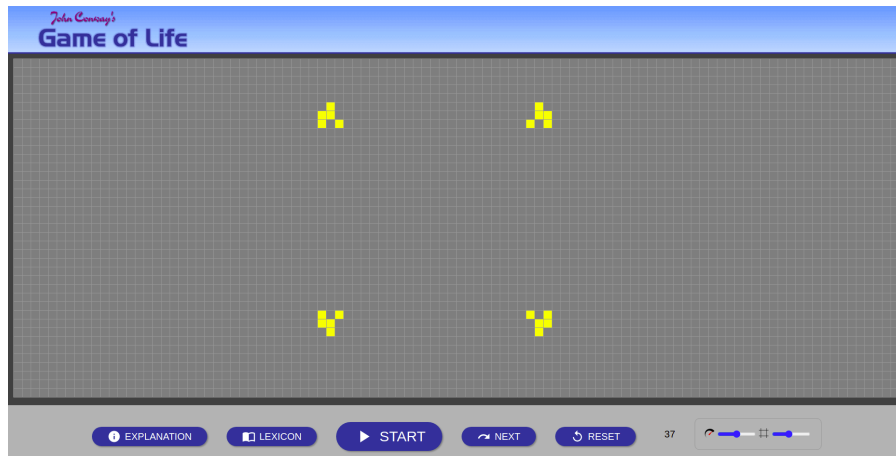 John Conway's
Game of Life
EXPLANATION
LEXICON
START
NEXT
RESET
37